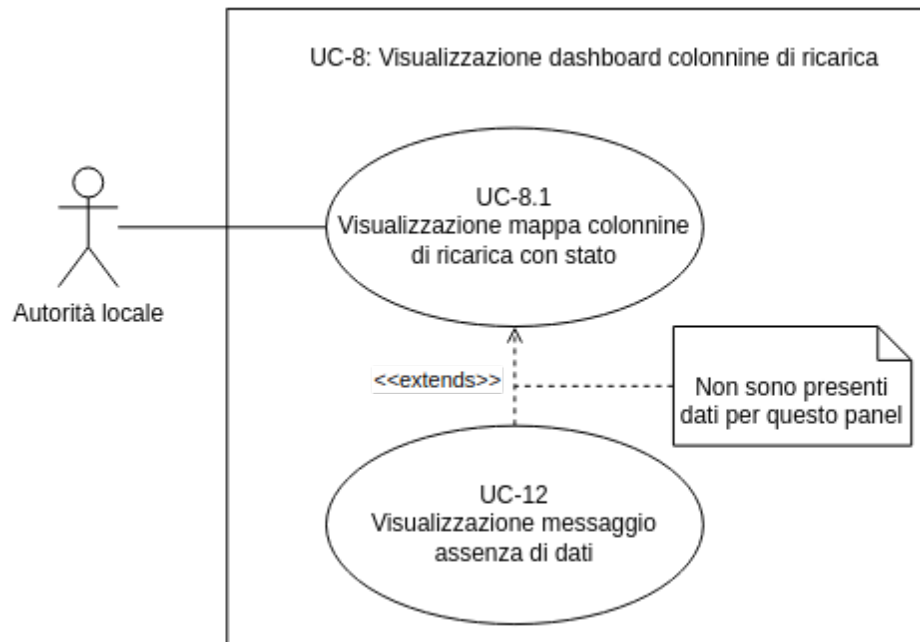 UC-8: Visualizzazione dashboard colonnine di ricarica
UC-8.1
Visualizzazione mappa colonnine
di ricarica con stato
Autorità locale
<<extends>>
Non sono presenti
dati per questo panel
UC-12
Visualizzazione messaggio
assenza di dati